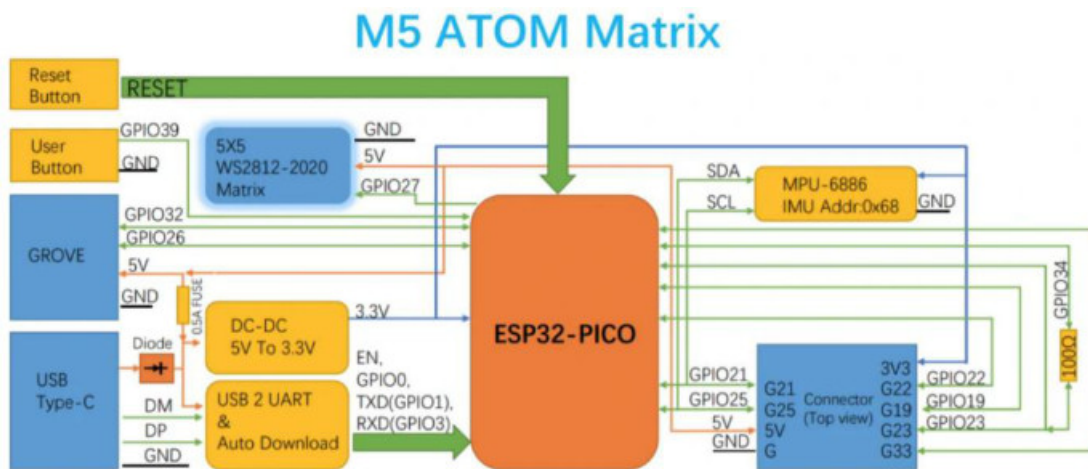 M5 ATOM Matrix
Reset
Button
RESET
User
Button
GPIO39
GND
5X5
WS2812-2020
Matrix
GND
5V
GPIO27
GROVE
GPIO32
GPIO26
5V
GND
0.5A FUSE
DC-DC
5V To 3.3V
3.3V
USB
Type-C
Diode
DM
DP
GND
USB 2 UART
&
Auto Download
EN,
GPIO0,
TXD(GPIO1),
RXD(GPIO3)
ESP32-PICO
SDA
SCL
MPU-6886
IMU Addr:0x68
GND
GPIO34
100Ω
GPIO21
GPIO25
5V
GND
G21
G25
5V
G
Connector
(Top view)
3V3
G22
G19
G23
G33
GPIO22
GPIO19
GPIO23